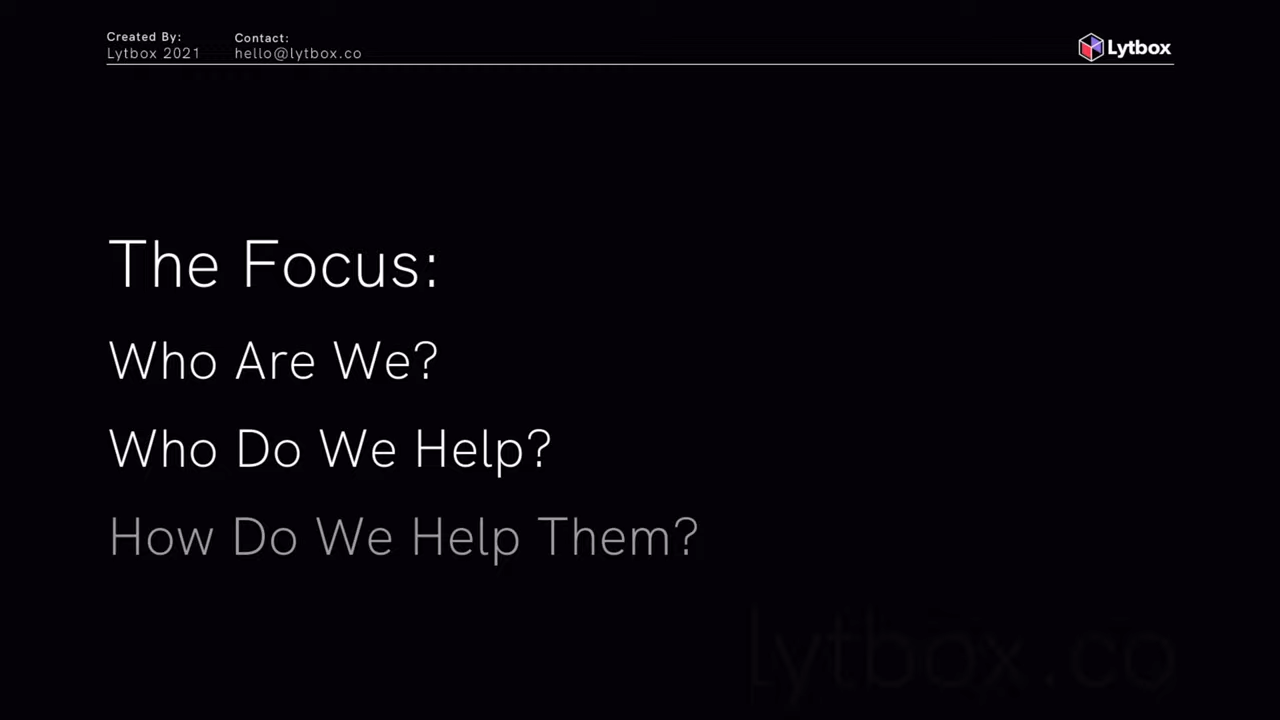 Created By:
Lytbox 2021
Contact:
hello@lytbox.co
Lytbox
The Focus:
Who Are We?
Who Do We Help?
How Do We Help Them?
lytbox.co